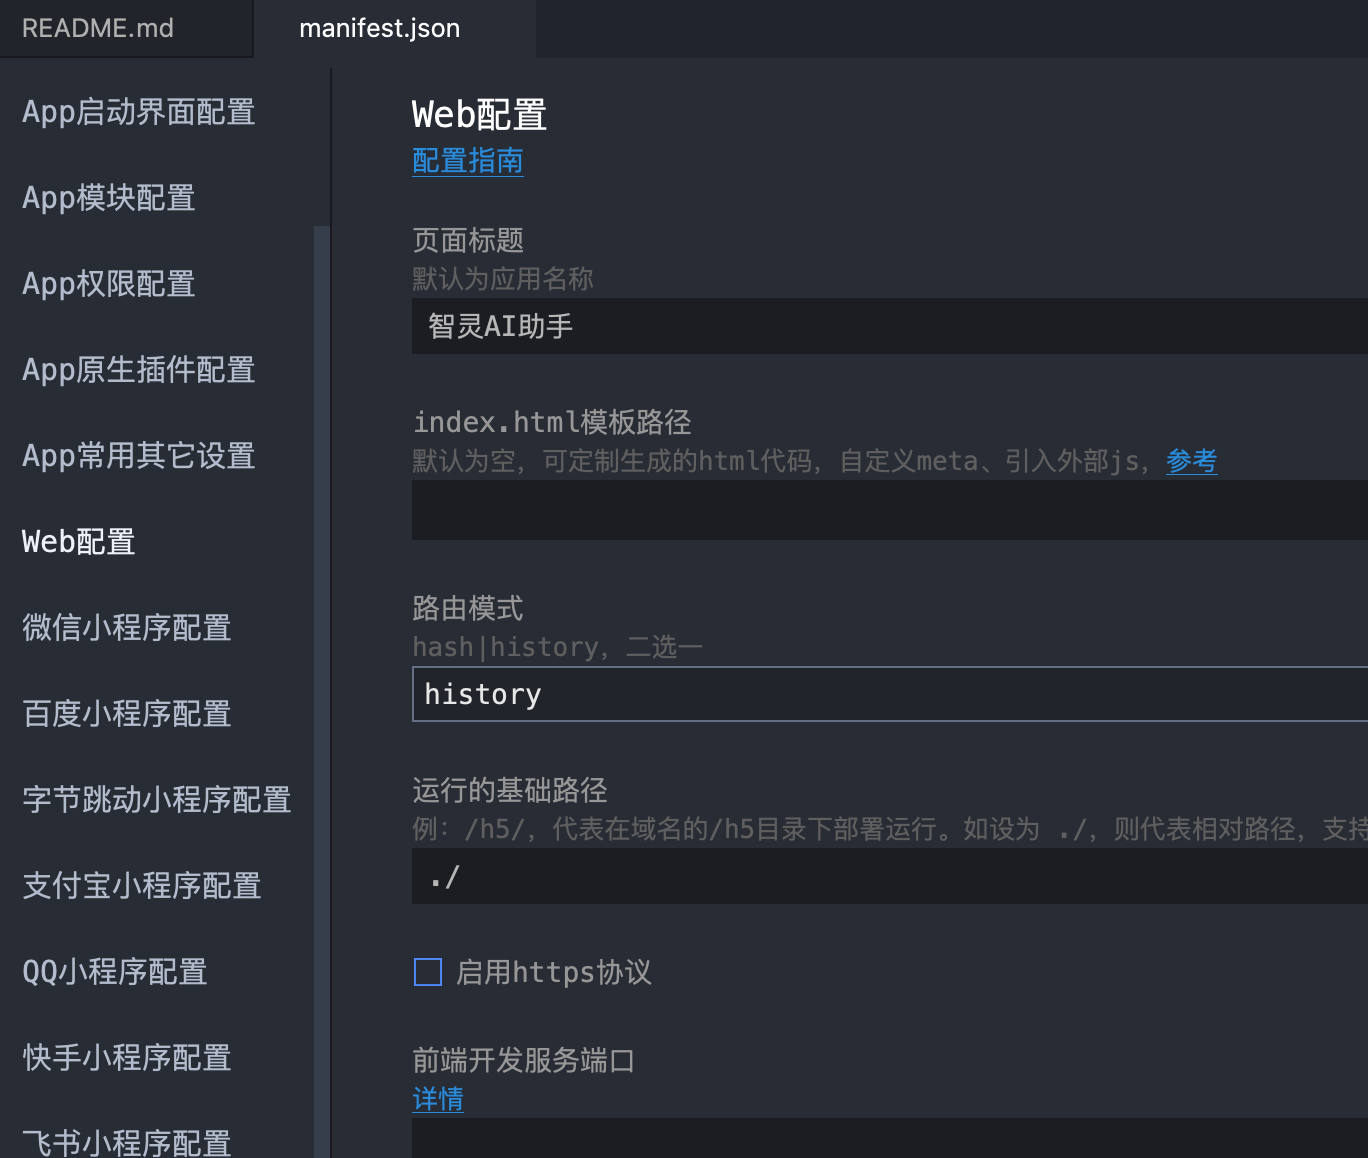 README.md
manifest.json
App启动界面配置
App模块配置
App权限配置
App原生插件配置
App常用其它设置
Web配置
微信小程序配置
百度小程序配置
字节跳动小程序配置
支付宝小程序配置
QQ小程序配置
快手小程序配置
飞书小程序配置
Web配置
配置指南
页面标题
默认为应用名称
智灵AI助手
index.html模板路径
默认为空，可定制生成的html代码，自定义meta、引入外部js，参考
路由模式
hash|history，二选一
history
运行的基础路径
例：/h5/，代表在域名的/h5目录下部署运行。如设为 ./，则代表相对路径，支持
./
启用https协议
前端开发服务端口
详情